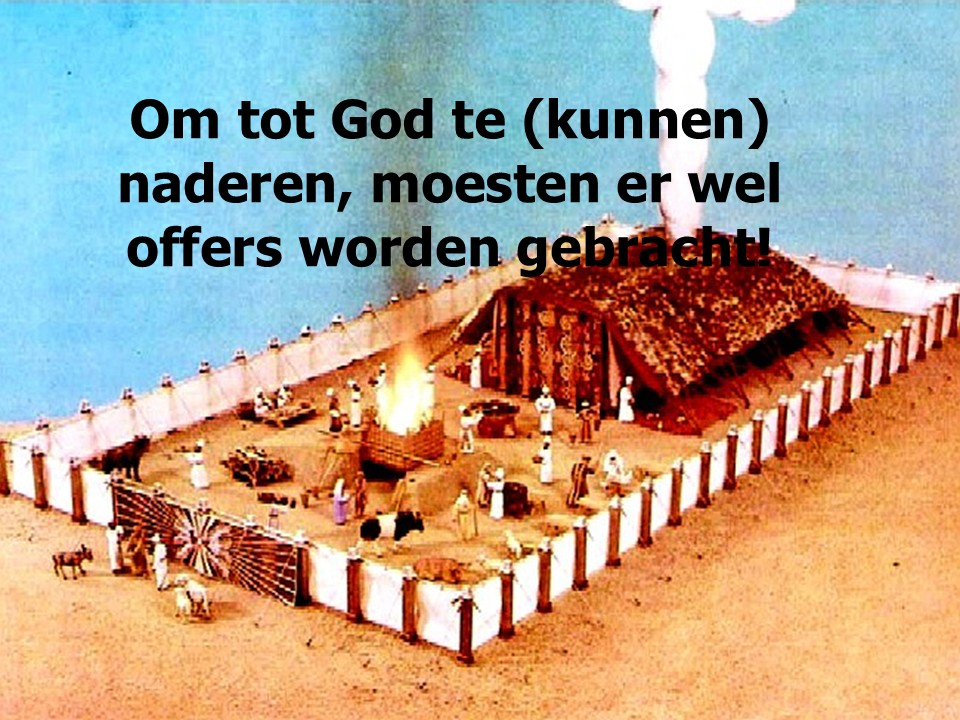 Om tot God te (kunnen)
naderen, moesten er wel
offers worden gebracht!